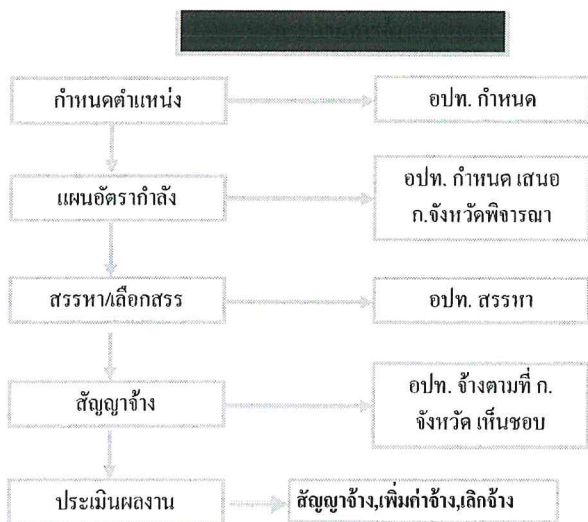 กำหนดตำแหน่ง
อปท. กำหนด
แผนอัตรากำลัง
อปท. กำหนด เสนอ
ก.จังหวัดพิจารณา
สรรหา/เลือกสรร
อปท. สรรหา
สัญญาจ้าง
อปท. จ้างตามที่ ก.
จังหวัด เห็นชอบ
ประเมินผลงาน
สัญญาจ้าง,เพิ่มค่าจ้าง,เลิกจ้าง